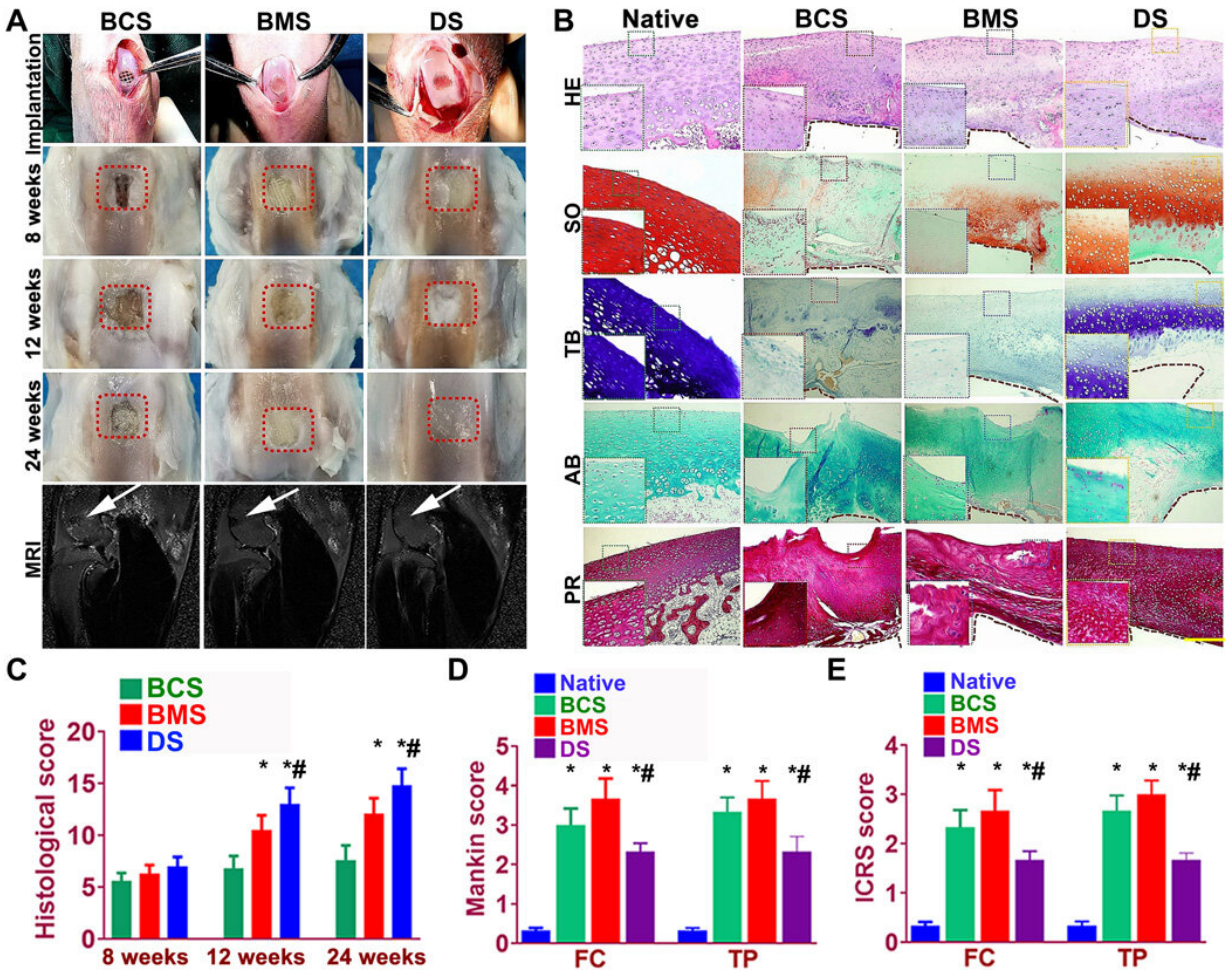 A
BCS BMS DS
Implantation
8 weeks
12 weeks
24 weeks
MRI
B
Native BCS BMS DS
HE
SO
TB
AB
PR
C
BCS
BMS
DS
Histological score
20
15
10
5
0
* *# * *#
8 weeks 12 weeks 24 weeks
D
Native
BCS
BMS
DS
Mankin score
5
4
3
2
1
0
* * *# * * *#
FC TP
E
Native
BCS
BMS
DS
ICRS score
4
3
2
1
0
* * *# * * *#
FC TP